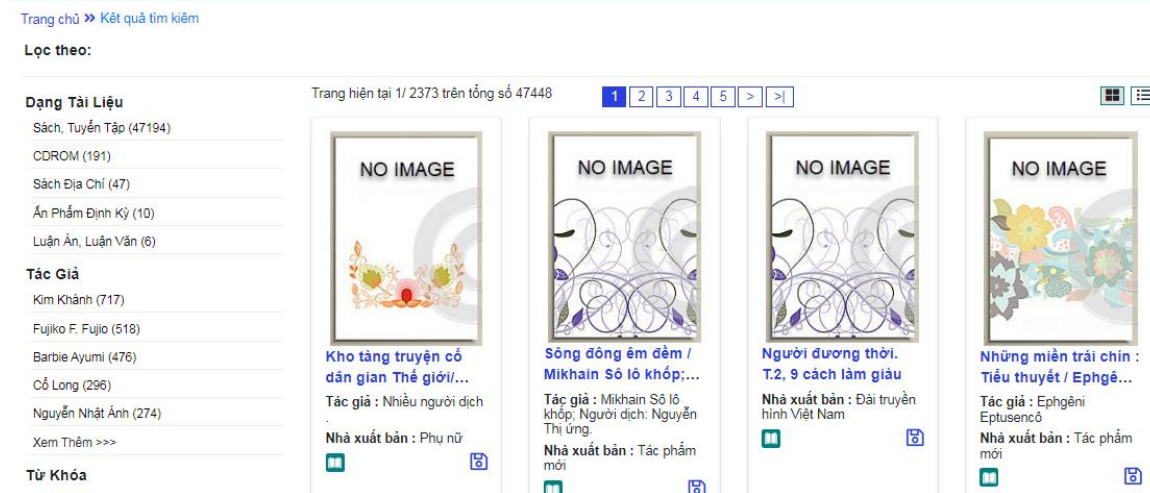 Trang chủ » Kết quả tìm kiếm
Lọc theo:
Dạng Tài Liệu
Sách, Tuyển Tập (47194)
CDROM (191)
Sách Địa Chí (47)
Ấn Phẩm Định Kỳ (10)
Luận Án, Luận Văn (6)
Tác Giả
Kim Khánh (717)
Fujiko F. Fujio (518)
Barbie Ayumi (476)
Cổ Long (296)
Nguyễn Nhật Ánh (274)
Xem Thêm >>>
Từ Khóa
Trang hiện tại 1/ 2373 trên tổng số 47448
1 2 3 4 5 > >|
NO IMAGE
Kho tàng truyện cổ
dân gian Thế giới/...
Tác giả : Nhiều người dịch
.
Nhà xuất bản : Phụ nữ
NO IMAGE
Sông đông êm đềm /
Mikhain Sô lô khốp;...
Tác giả : Mikhain Sô lô
khốp; Người dịch: Nguyễn
Thị ứng.
Nhà xuất bản : Tác phẩm
mới
NO IMAGE
Người đương thời.
T.2, 9 cách làm giàu
Nhà xuất bản : Đài truyền
hình Việt Nam
NO IMAGE
Những miền trái chín :
Tiểu thuyết / Ephgê...
Tác giả : Ephgêni
Eptusencô
Nhà xuất bản : Tác phẩm
mới